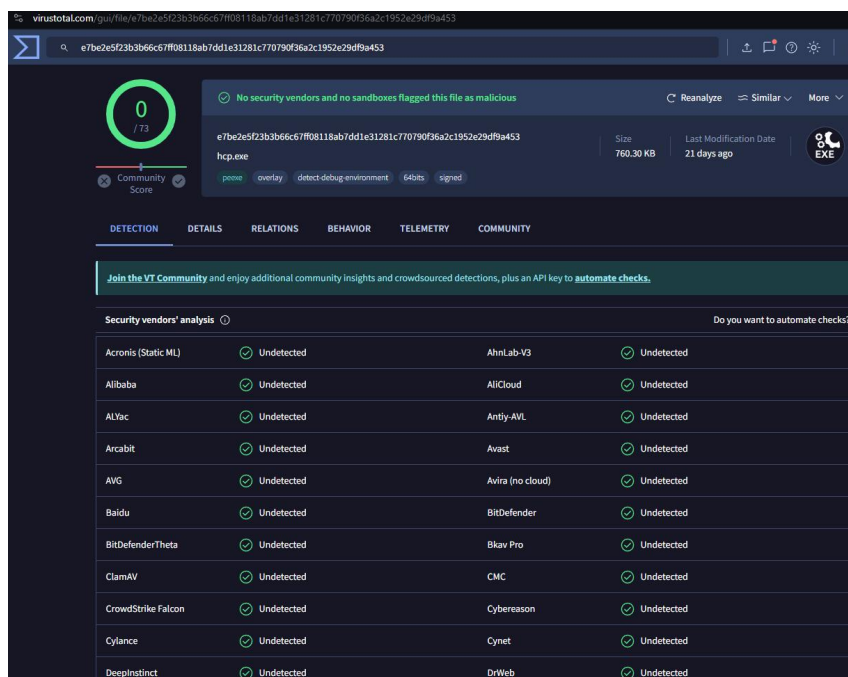 virustotal.com/gui/file/e7be2e5f23b3b66c67ff08118ab7dd1e31281c770790f36a2c1952e29df9a453
e7be2e5f23b3b66c67ff08118ab7dd1e31281c770790f36a2c1952e29df9a453
0
/ 73
Community
Score
No security vendors and no sandboxes flagged this file as malicious
Reanalyze
Similar
More
e7be2e5f23b3b66c67ff08118ab7dd1e31281c770790f36a2c1952e29df9a453
hcp.exe
peexe overlay detect-debug-environment 64bits signed
Size
760.30 KB
Last Modification Date
21 days ago
EXE
DETECTION DETAILS RELATIONS BEHAVIOR TELEMETRY COMMUNITY
Join the VT Community and enjoy additional community insights and crowdsourced detections, plus an API key to automate checks.
Security vendors' analysis Do you want to automate checks?
Acronis (Static ML) Undetected AhnLab-V3 Undetected
Alibaba Undetected AliCloud Undetected
ALYac Undetected Antiy-AVL Undetected
Arcabit Undetected Avast Undetected
AVG Undetected Avira (no cloud) Undetected
Baidu Undetected BitDefender Undetected
BitDefenderTheta Undetected Bkav Pro Undetected
ClamAV Undetected CMC Undetected
CrowdStrike Falcon Undetected Cybereason Undetected
Cylance Undetected Cynet Undetected
DeepInstinct Undetected DrWeb Undetected